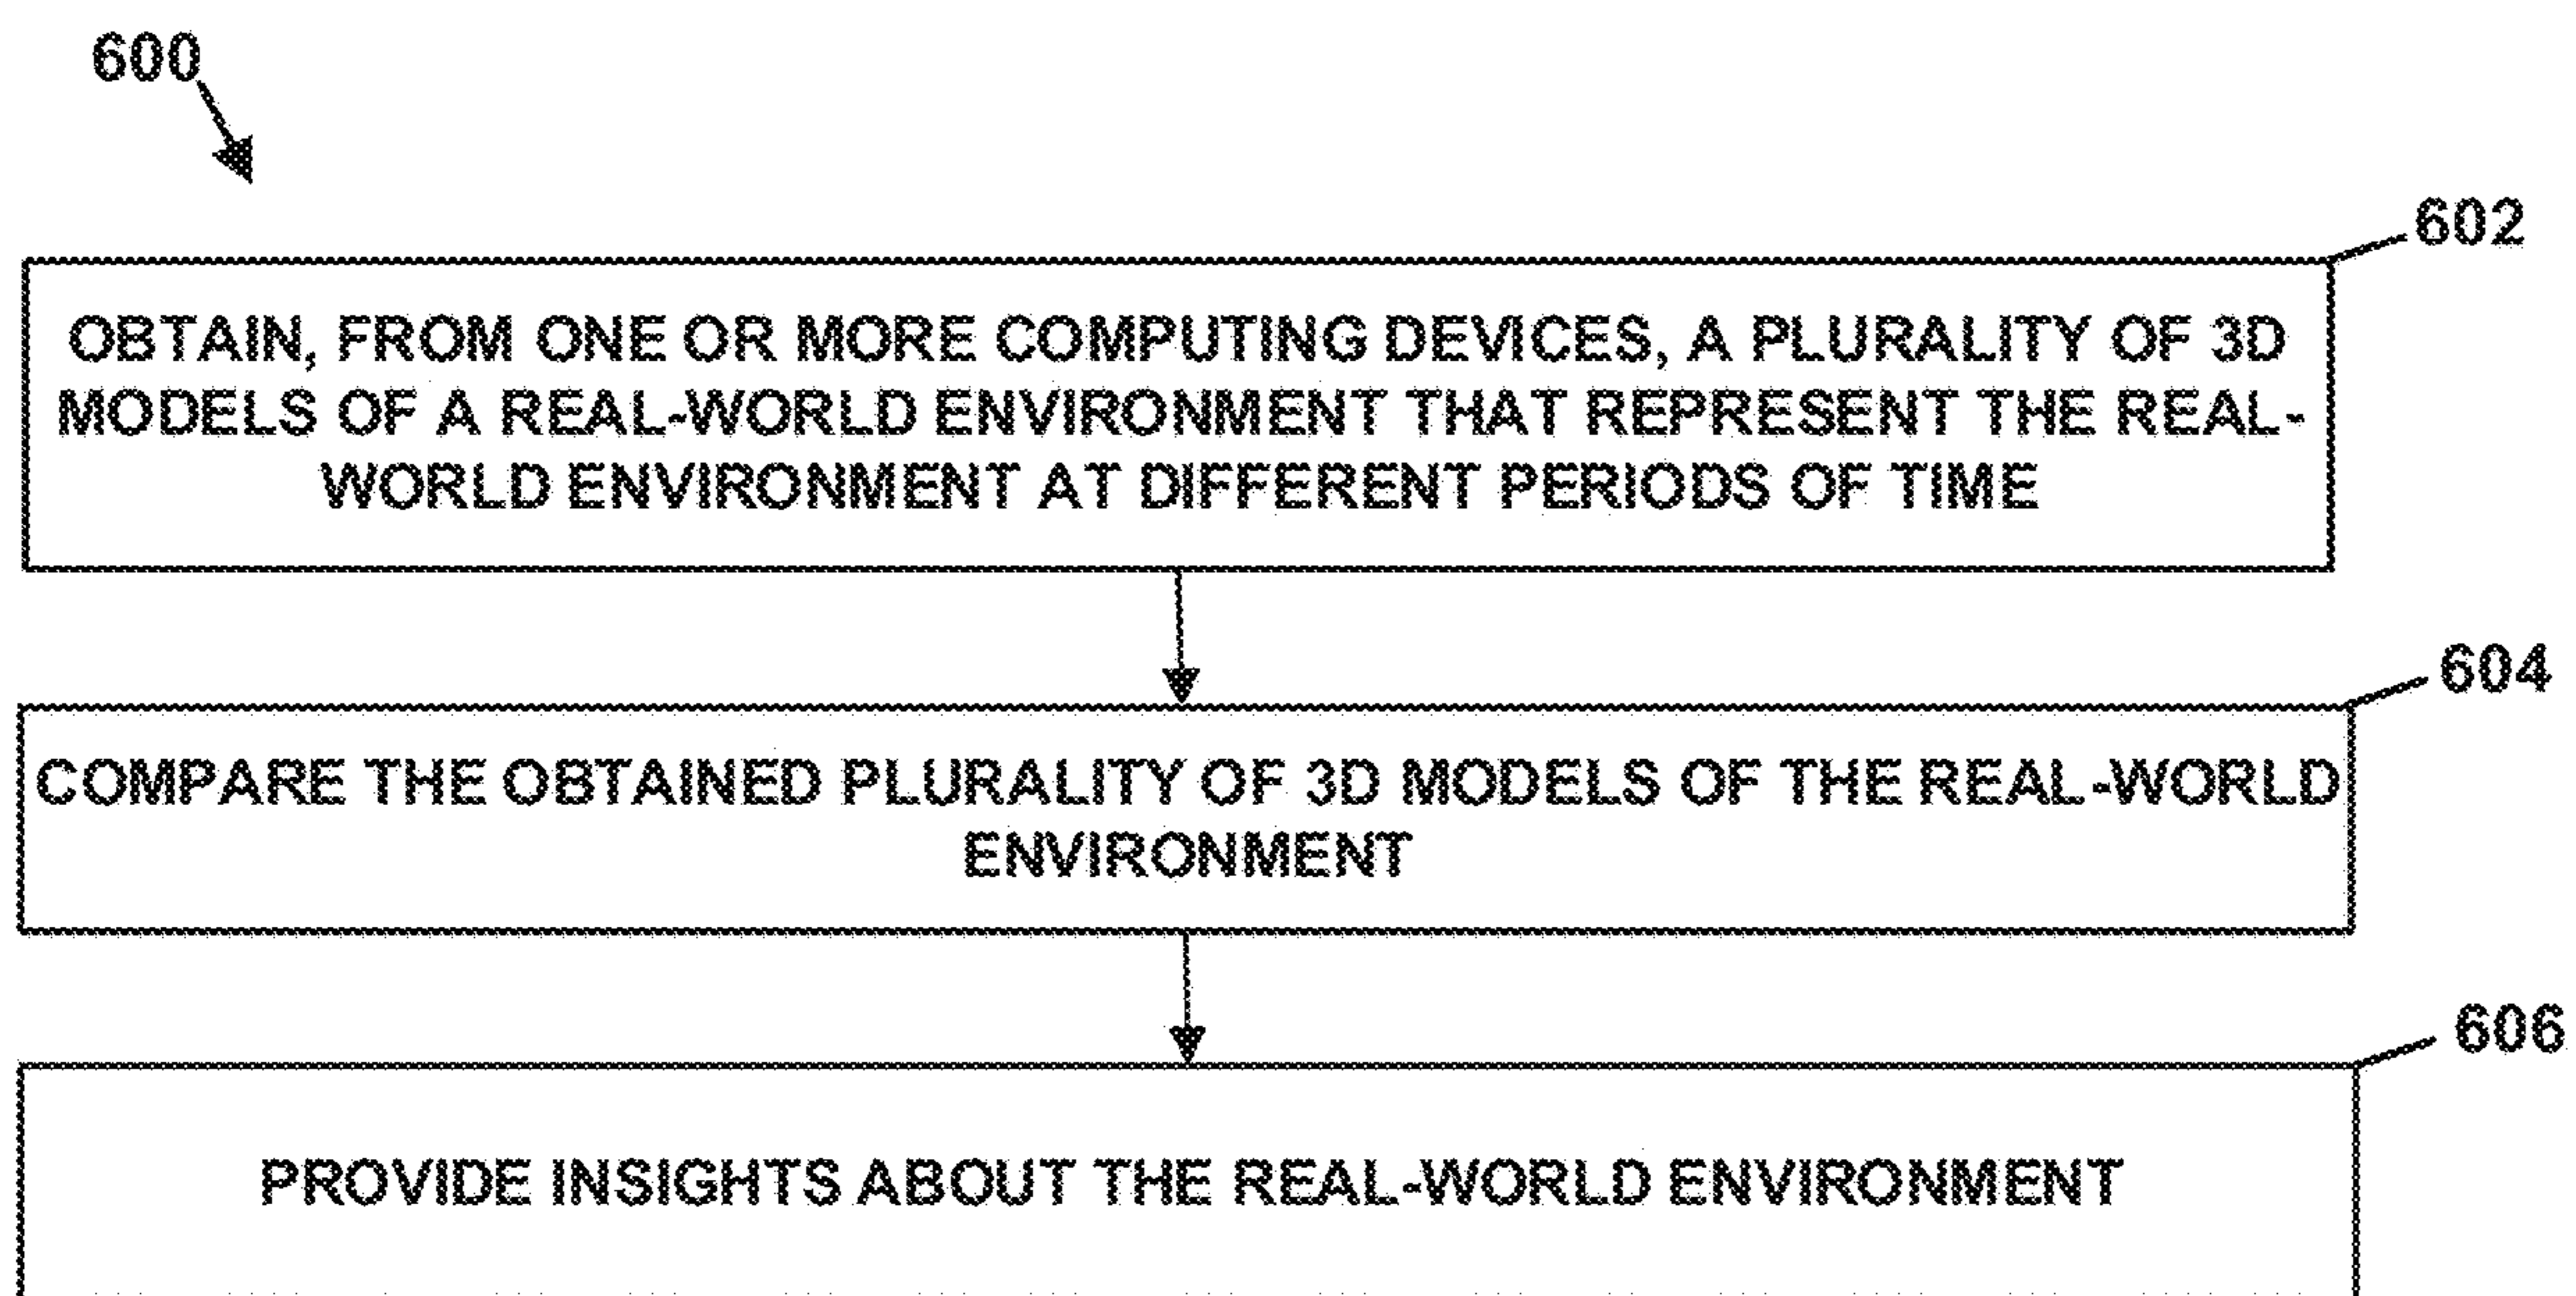 600
602
OBTAIN, FROM ONE OR MORE COMPUTING DEVICES, A PLURALITY OF 3D
MODELS OF A REAL-WORLD ENVIRONMENT THAT REPRESENT THE REAL-
WORLD ENVIRONMENT AT DIFFERENT PERIODS OF TIME
604
COMPARE THE OBTAINED PLURALITY OF 3D MODELS OF THE REAL-WORLD
ENVIRONMENT
606
PROVIDE INSIGHTS ABOUT THE REAL-WORLD ENVIRONMENT